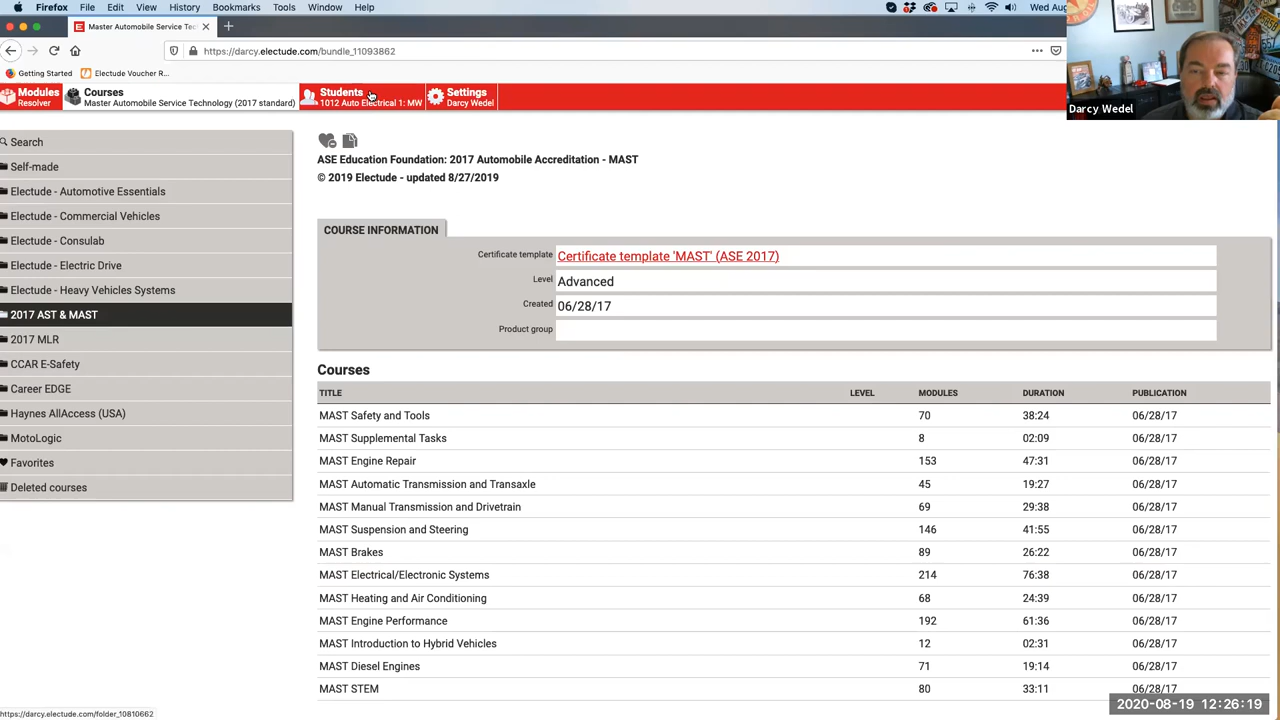 Firefox File Edit View History Bookmarks Tools Window Help
Wed Aug
Master Automobile Service Tec
https://darcy.electude.com/bundle_11093862
Getting Started Electude Voucher R...
Modules
Resolver
Courses
Master Automobile Service Technology (2017 standard)
Students
1012 Auto Electrical 1: MW
Settings
Darcy Wedel
Darcy Wedel
Search
Self-made
Electude - Automotive Essentials
Electude - Commercial Vehicles
Electude - Consulab
Electude - Electric Drive
Electude - Heavy Vehicles Systems
2017 AST & MAST
2017 MLR
CCAR E-Safety
Career EDGE
Haynes AllAccess (USA)
MotoLogic
Favorites
Deleted courses
ASE Education Foundation: 2017 Automobile Accreditation - MAST
© 2019 Electude - updated 8/27/2019
COURSE INFORMATION
Certificate template Certificate template 'MAST' (ASE 2017)
Level Advanced
Created 06/28/17
Product group
Courses
TITLE LEVEL MODULES DURATION PUBLICATION
MAST Safety and Tools 70 38:24 06/28/17
MAST Supplemental Tasks 8 02:09 06/28/17
MAST Engine Repair 153 47:31 06/28/17
MAST Automatic Transmission and Transaxle 45 19:27 06/28/17
MAST Manual Transmission and Drivetrain 69 29:38 06/28/17
MAST Suspension and Steering 146 41:55 06/28/17
MAST Brakes 89 26:22 06/28/17
MAST Electrical/Electronic Systems 214 76:38 06/28/17
MAST Heating and Air Conditioning 68 24:39 06/28/17
MAST Engine Performance 192 61:36 06/28/17
MAST Introduction to Hybrid Vehicles 12 02:31 06/28/17
MAST Diesel Engines 71 19:14 06/28/17
MAST STEM 80 33:11 06/28/17
https://darcy.electude.com/folder_10810662
2020-08-19 12:26:19